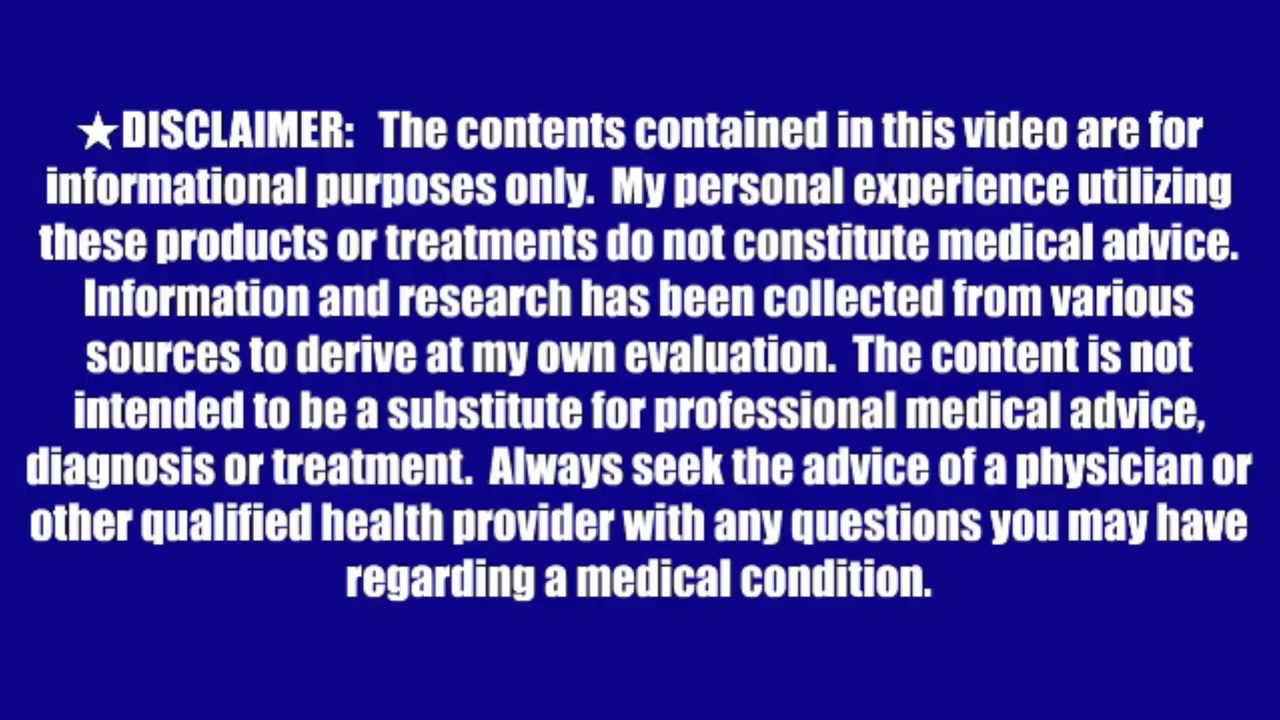 ★DISCLAIMER: The contents contained in this video are for
informational purposes only. My personal experience utilizing
these products or treatments do not constitute medical advice.
Information and research has been collected from various
sources to derive at my own evaluation. The content is not
intended to be a substitute for professional medical advice,
diagnosis or treatment. Always seek the advice of a physician or
other qualified health provider with any questions you may have
regarding a medical condition.